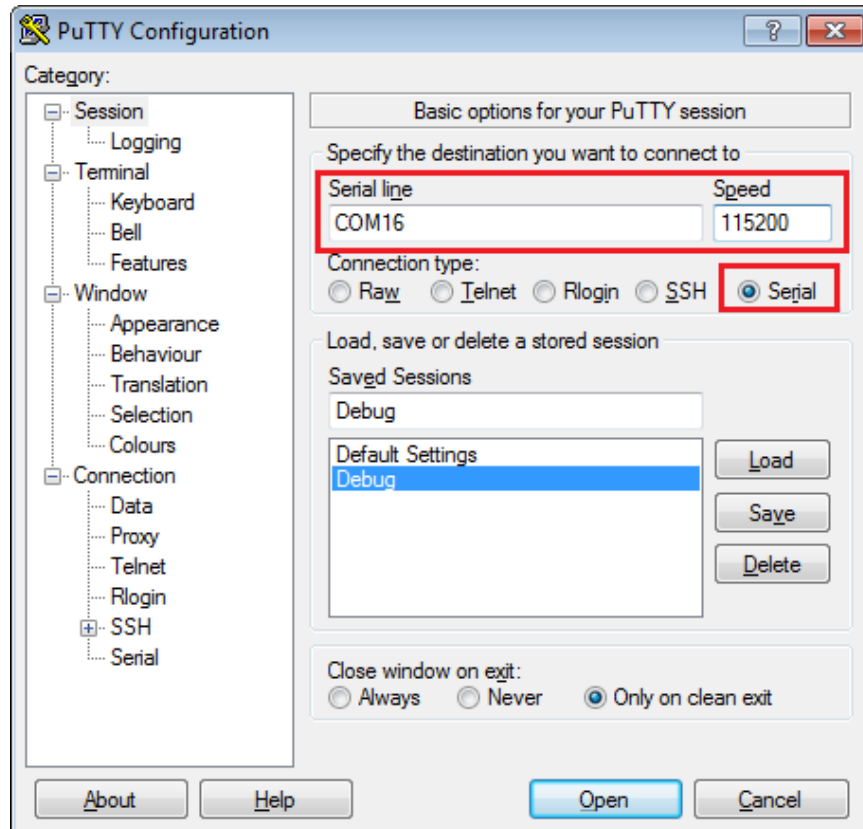 PuTTY Configuration
Category:
Session
Logging
Terminal
Keyboard
Bell
Features
Window
Appearance
Behaviour
Translation
Selection
Colours
Connection
Data
Proxy
Telnet
Rlogin
SSH
Serial
Basic options for your PuTTY session
Specify the destination you want to connect to
Serial line Speed
COM16 115200
Connection type:
Raw Telnet Rlogin SSH Serial
Load, save or delete a stored session
Saved Sessions
Debug
Default Settings
Debug
Load
Save
Delete
Close window on exit:
Always Never Only on clean exit
About Help Open Cancel